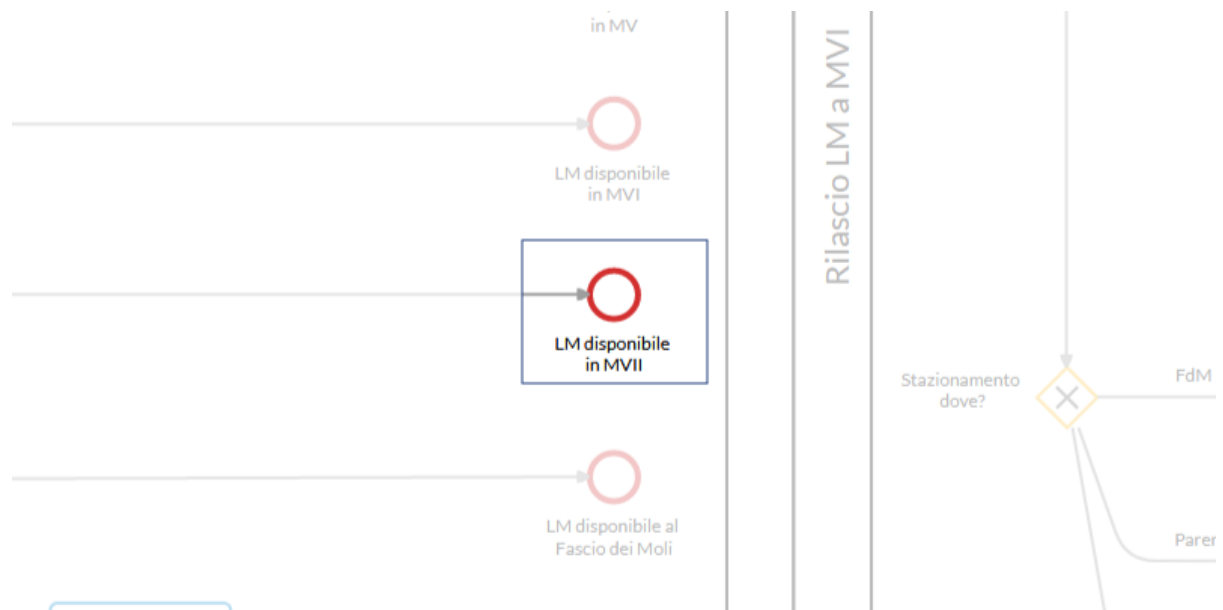 in MV
LM disponibile
in MVI
LM disponibile
in MVII
LM disponibile al
Fascio dei Moli
Rilascio LM a MVI
Stazionamento
dove?
FdM